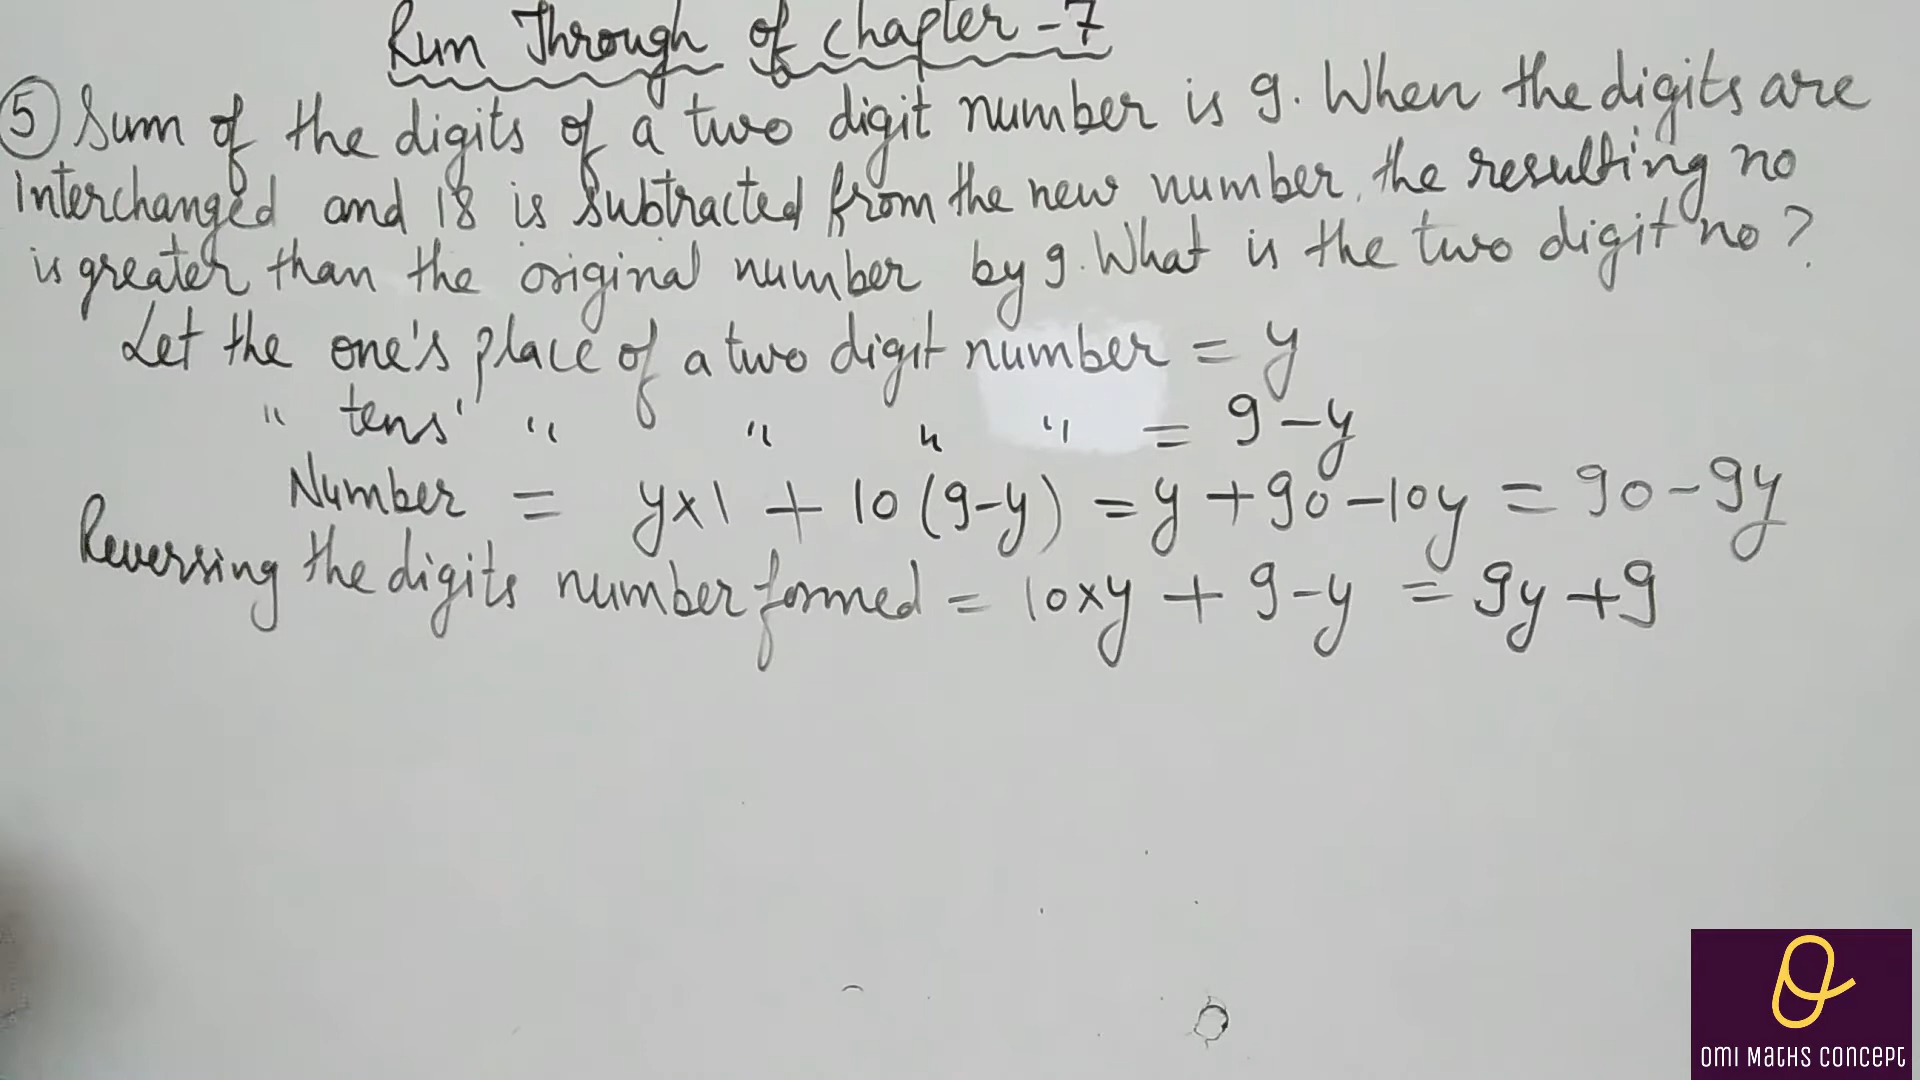 Run Through of chapter - 7
5 Sum of the digits of a two digit number is 9. When the digits are
Interchanged and 18 is subtracted from the new number, the resulting no
is greater than the original number by 9. What is the two digit no?
Let the one's place of a two digit number = y
" tens' " " " " = 9-y
Number = y×1 + 10(9-y) = y+90-10y = 90-9y
Reversing the digits number formed = 10×y + 9-y = 9y+9
OMI MATHS CONCEPT